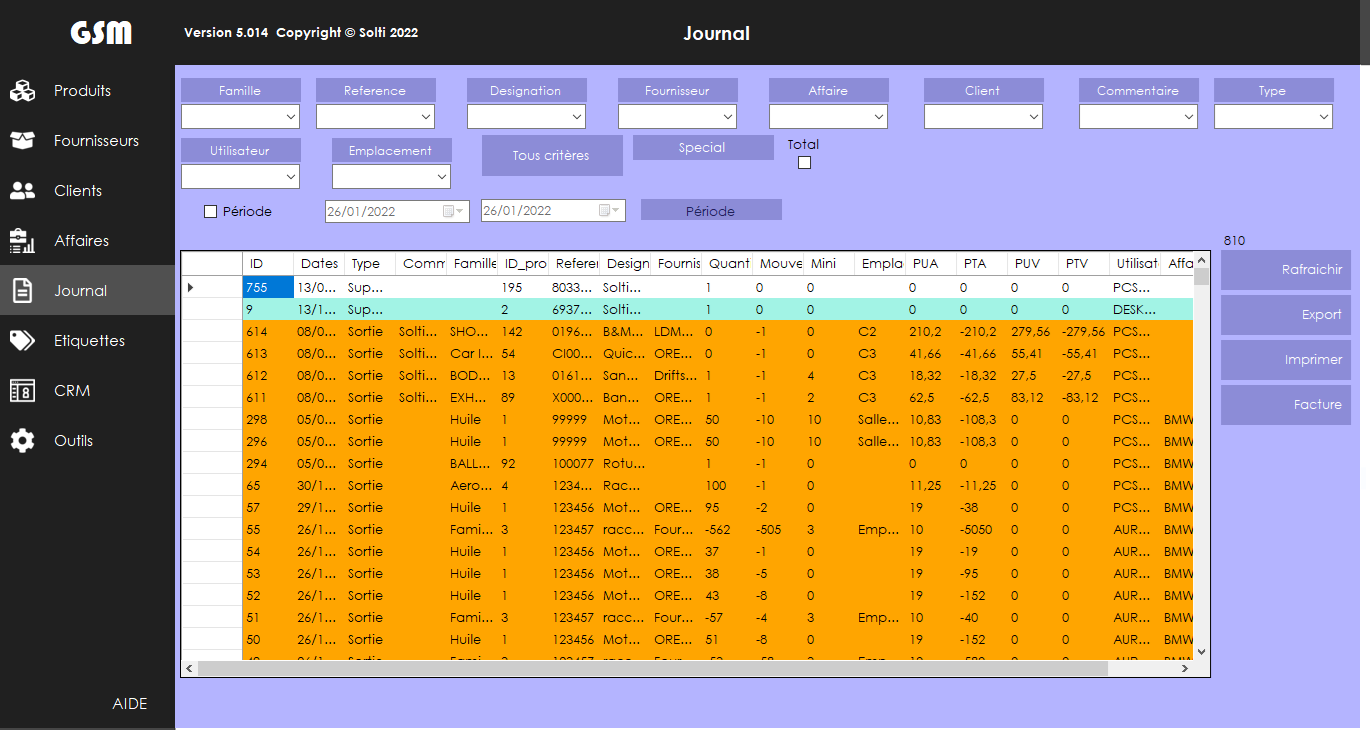 GSM Version 5.014 Copyright © Solti 2022 Journal
Produits
Fournisseurs
Clients
Affaires
Journal
Etiquettes
CRM
Outils
AIDE
Famille Reference Designation Fournisseur Affaire Client Commentaire Type
Utilisateur Emplacement Tous critères Special Total
Période 26/01/2022 26/01/2022 Période
810
Rafraichir
Export
Imprimer
Facture
ID Dates Type Comm Famille ID_pro Referer Design Fournis Quant Mouve Mini Empla PUA PTA PUV PTV Utilisat Affa
755 13/0... Sup... 195 8033... Solti... 1 0 0 0 0 0 0 PCS...
9 13/1... Sup... 2 6937... Solti... 1 0 0 0 0 0 0 DESK...
614 08/0... Sortie Solti... SHO... 142 0196... B&M... LDM... 0 -1 0 C2 210,2 -210,2 279,56 -279,56 PCS...
613 08/0... Sortie Solti... Car I... 54 CI00... Quic... ORE... 0 -1 0 C3 41,66 -41,66 55,41 -55,41 PCS...
612 08/0... Sortie Solti... BOD... 13 0161... San... Drifts... 1 -1 4 C3 18,32 -18,32 27,5 -27,5 PCS...
611 08/0... Sortie Solti... EXH... 89 X000... Ban... ORE... 1 -1 2 C3 62,5 -62,5 83,12 -83,12 PCS...
298 05/0... Sortie Huile 1 99999 Mot... ORE... 50 -10 10 Salle... 10,83 -108,3 0 0 PCS... BMW
296 05/0... Sortie Huile 1 99999 Mot... ORE... 50 -10 10 Salle... 10,83 -108,3 0 0 PCS... BMW
294 05/0... Sortie BALL... 92 100077 Rotu... 1 -1 0 0 0 0 0 PCS... BMW
65 30/1... Sortie Aero... 4 1234... Rac... 100 -1 0 11,25 -11,25 0 0 PCS... BMW
57 29/1... Sortie Huile 1 123456 Mot... ORE... 95 -2 0 19 -38 0 0 PCS... BMW
55 26/1... Sortie Fami... 3 123457 racc... Four... -562 -505 3 Emp... 10 -5050 0 0 AUR... BMW
54 26/1... Sortie Huile 1 123456 Mot... ORE... 37 -1 0 19 -19 0 0 AUR... BMW
53 26/1... Sortie Huile 1 123456 Mot... ORE... 38 -5 0 19 -95 0 0 AUR... BMW
52 26/1... Sortie Huile 1 123456 Mot... ORE... 43 -8 0 19 -152 0 0 AUR... BMW
51 26/1... Sortie Fami... 3 123457 racc... Four... -57 -4 3 Emp... 10 -40 0 0 AUR... BMW
50 26/1... Sortie Huile 1 123456 Mot... ORE... 51 -8 0 19 -152 0 0 AUR... BMW